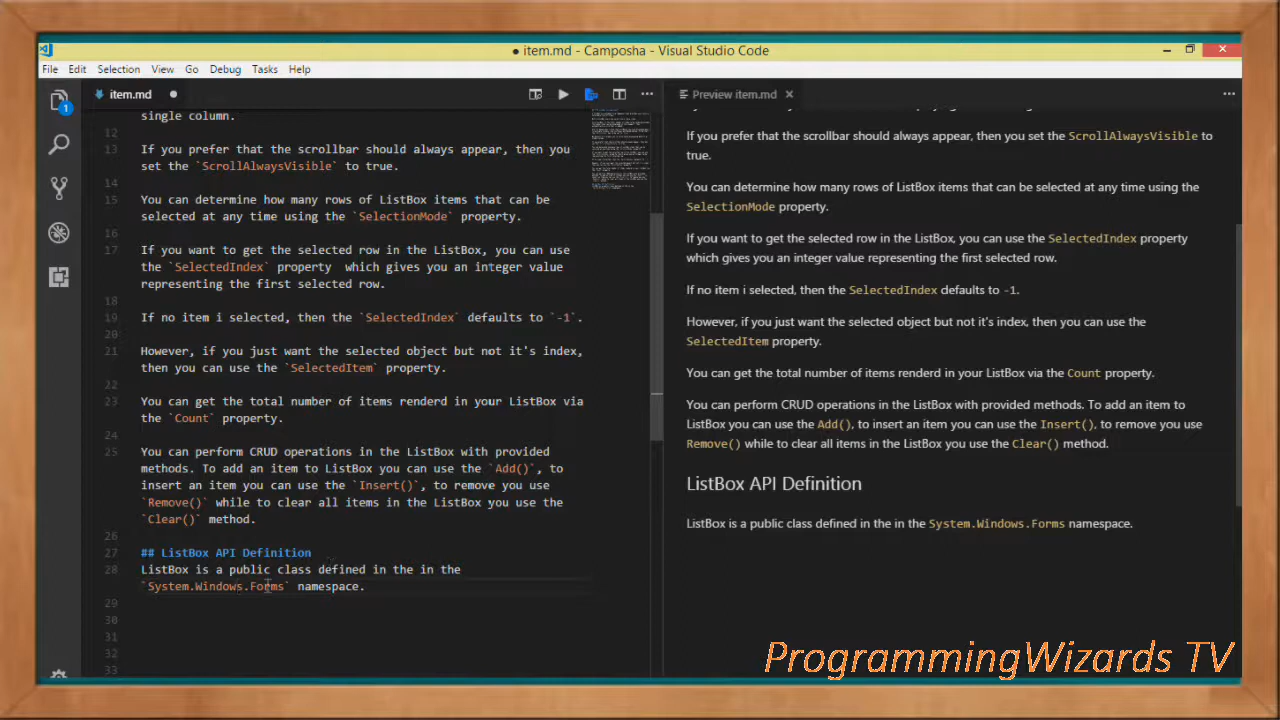 ● item.md - Camposha - Visual Studio Code
File Edit Selection View Go Debug Tasks Help
item.md
Preview item.md
1
single column.
12
13 If you prefer that the scrollbar should always appear, then you
set the `ScrollAlwaysVisible` to true.
14
15 You can determine how many rows of ListBox items that can be
selected at any time using the `SelectionMode` property.
16
17 If you want to get the selected row in the ListBox, you can use
the `SelectedIndex` property  which gives you an integer value
representing the first selected row.
18
19 If no item i selected, then the `SelectedIndex` defaults to `-1`.
20
21 However, if you just want the selected object but not it's index,
then you can use the `SelectedItem` property.
22
23 You can get the total number of items renderd in your ListBox via
the `Count` property.
24
25 You can perform CRUD operations in the ListBox with provided
methods. To add an item to ListBox you can use the `Add()`, to
insert an item you can use the `Insert()`, to remove you use
`Remove()` while to clear all items in the ListBox you use the
`Clear()` method.
26
27 ## ListBox API Definition
28 ListBox is a public class defined in the in the
`System.Windows.Forms` namespace.
29
30
31
32
33
If you prefer that the scrollbar should always appear, then you set the ScrollAlwaysVisible to
true.
You can determine how many rows of ListBox items that can be selected at any time using the
SelectionMode property.
If you want to get the selected row in the ListBox, you can use the SelectedIndex property
which gives you an integer value representing the first selected row.
If no item i selected, then the SelectedIndex defaults to -1.
However, if you just want the selected object but not it's index, then you can use the
SelectedItem property.
You can get the total number of items renderd in your ListBox via the Count property.
You can perform CRUD operations in the ListBox with provided methods. To add an item to
ListBox you can use the Add(), to insert an item you can use the Insert(), to remove you use
Remove() while to clear all items in the ListBox you use the Clear() method.
ListBox API Definition
ListBox is a public class defined in the in the System.Windows.Forms namespace.
ProgrammingWizards TV